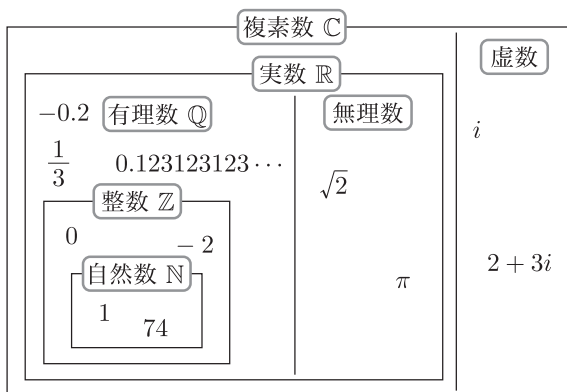 複素数 ℂ
虚数
実数 ℝ
−0.2 有理数 ℚ
無理数
i
1/3
0.123123123···
√2
整数 ℤ
0
−2
2 + 3i
自然数 ℕ
π
1
74